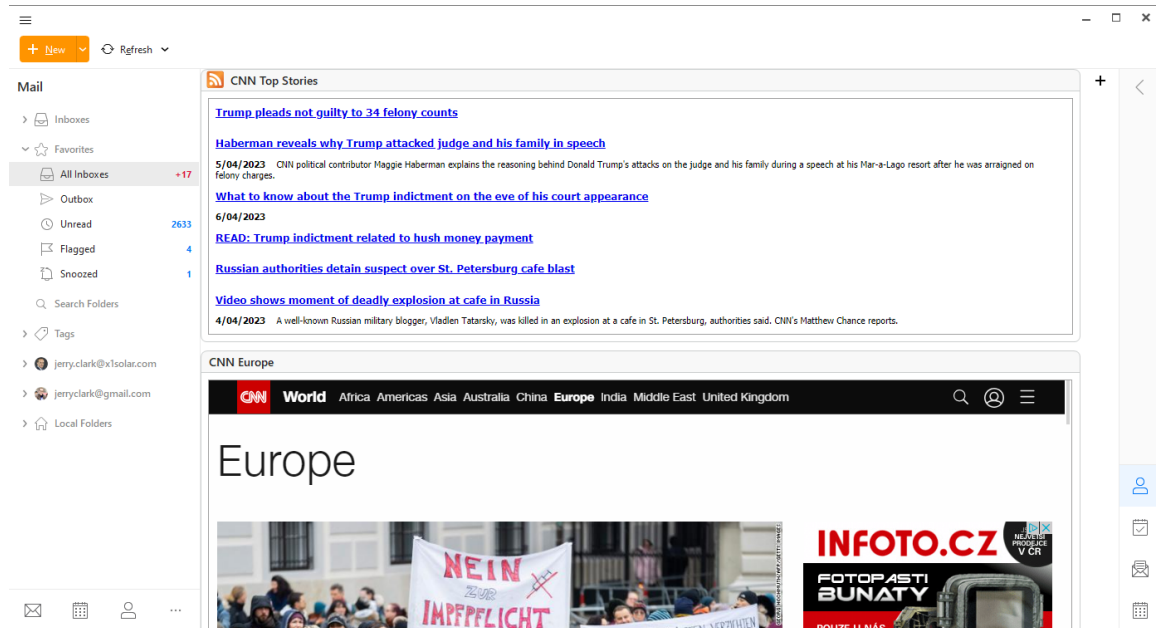 New
Refresh
Mail
Inboxes
Favorites
All Inboxes +17
Outbox
Unread 2633
Flagged 4
Snoozed 1
Search Folders
Tags
jerry.clark@x1solar.com
jerryclark@gmail.com
Local Folders
CNN Top Stories
Trump pleads not guilty to 34 felony counts
Haberman reveals why Trump attacked judge and his family in speech
5/04/2023 CNN political contributor Maggie Haberman explains the reasoning behind Donald Trump's attacks on the judge and his family during a speech at his Mar-a-Lago resort after he was arraigned on
felony charges.
What to know about the Trump indictment on the eve of his court appearance
6/04/2023
READ: Trump indictment related to hush money payment
Russian authorities detain suspect over St. Petersburg cafe blast
Video shows moment of deadly explosion at cafe in Russia
4/04/2023 A well-known Russian military blogger, Vladlen Tatarsky, was killed in an explosion at a cafe in St. Petersburg, authorities said. CNN's Matthew Chance reports.
CNN Europe
CNN World Africa Americas Asia Australia China Europe India Middle East United Kingdom
Europe
NEIN
ZUR
IMPFPFLICHT
INFOTO.CZ
NEJVĚTŠÍ
PRODEJCE
V ČR
FOTOPASTI
BUNATY
POUZE U NÁS